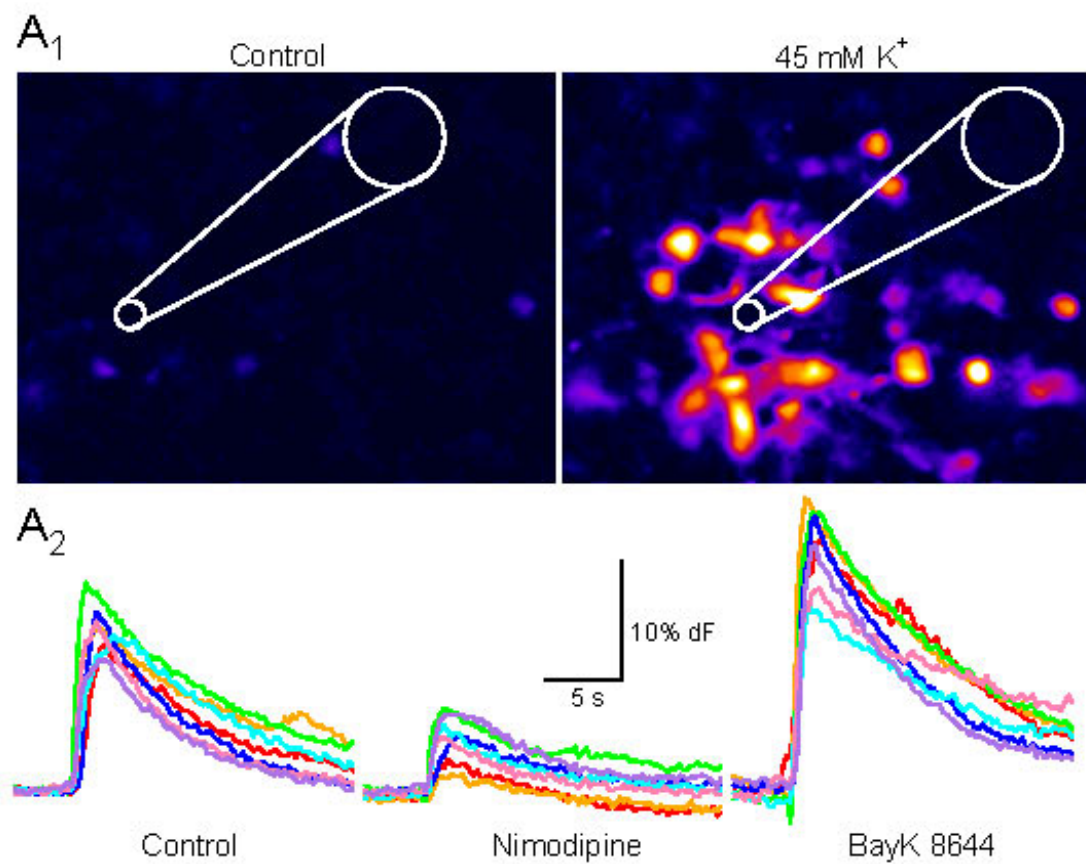 A1
Control
45 mM K+
A2
10% dF
5 s
Control
Nimodipine
BayK 8644